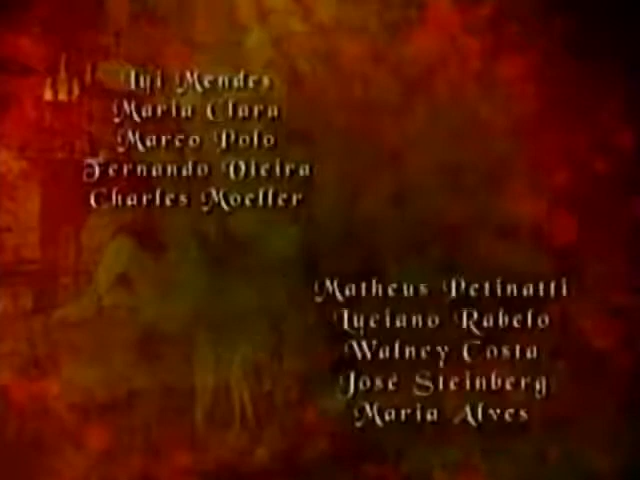 Lyi Mendes
Maria Clara
Marco Polo
Fernando Vieira
Charles Moeller
Matheus Petinatti
Luciano Rabelo
Walney Costa
José Steinberg
Maria Alves